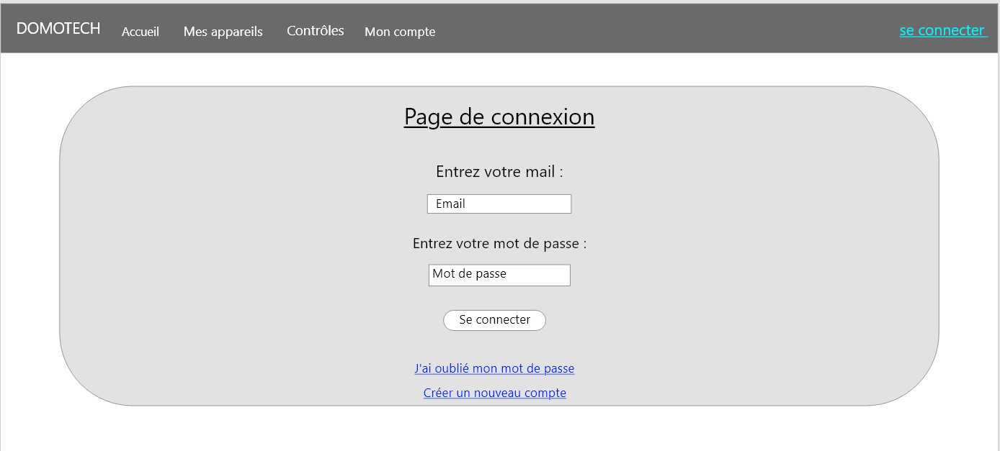 DOMOTECH Accueil Mes appareils Contrôles Mon compte se connecter
Page de connexion
Entrez votre mail :
Email
Entrez votre mot de passe :
Mot de passe
Se connecter
J'ai oublié mon mot de passe
Créer un nouveau compte